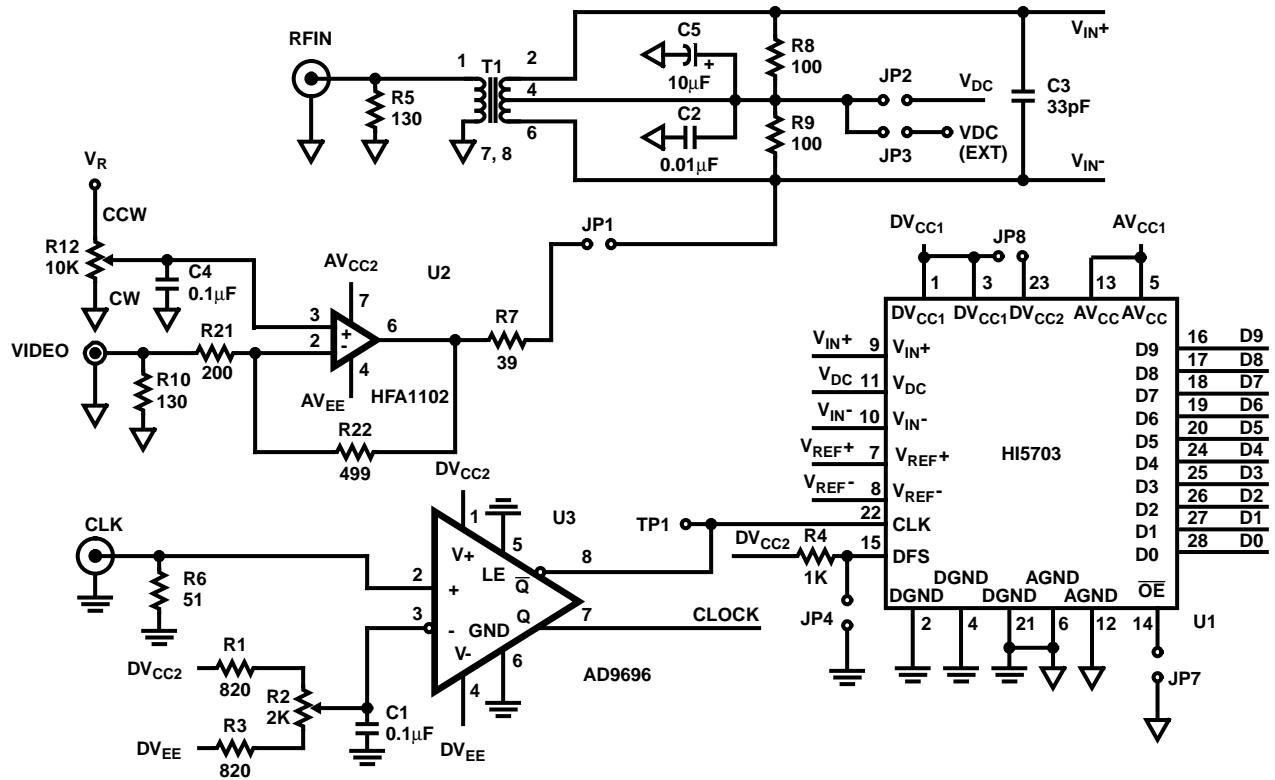 RFIN
R5
130
1
T1
2
4
6
7, 8
C5
+
10μF
C2
0.01μF
R8
100
R9
100
JP2
VDC
JP3
VDC
(EXT)
C3
33pF
VIN+
VIN-
VR
CCW
R12
10K
CW
C4
0.1μF
VIDEO
R10
130
R21
200
AVCC2
U2
3
+
7
2
-
6
4
AVEE
HFA1102
R22
499
R7
39
JP1
CLK
R6
51
DVCC2
U3
1
5
V+
LE
Q
8
2
+
3
-
GND
Q
7
CLOCK
V-
4
6
AD9696
DVEE
DVCC2
R1
820
R2
2K
DVEE
R3
820
C1
0.1μF
DVCC1
JP8
AVCC1
1
3
23
13
5
DVCC1
DVCC1
DVCC2
AVCC
AVCC
VIN+
9
VIN+
VDC
11
VDC
VIN-
10
VIN-
VREF+
7
VREF+
VREF-
8
VREF-
TP1
22
CLK
DVCC2
R4
1K
15
DFS
JP4
HI5703
D9
16
D9
D8
17
D8
D7
18
D7
D6
19
D6
D5
20
D5
D4
24
D4
D3
25
D3
D2
26
D2
D1
27
D1
D0
28
D0
DGND
DGND
DGND
AGND
AGND
OE
2
4
21
6
12
14
U1
JP7